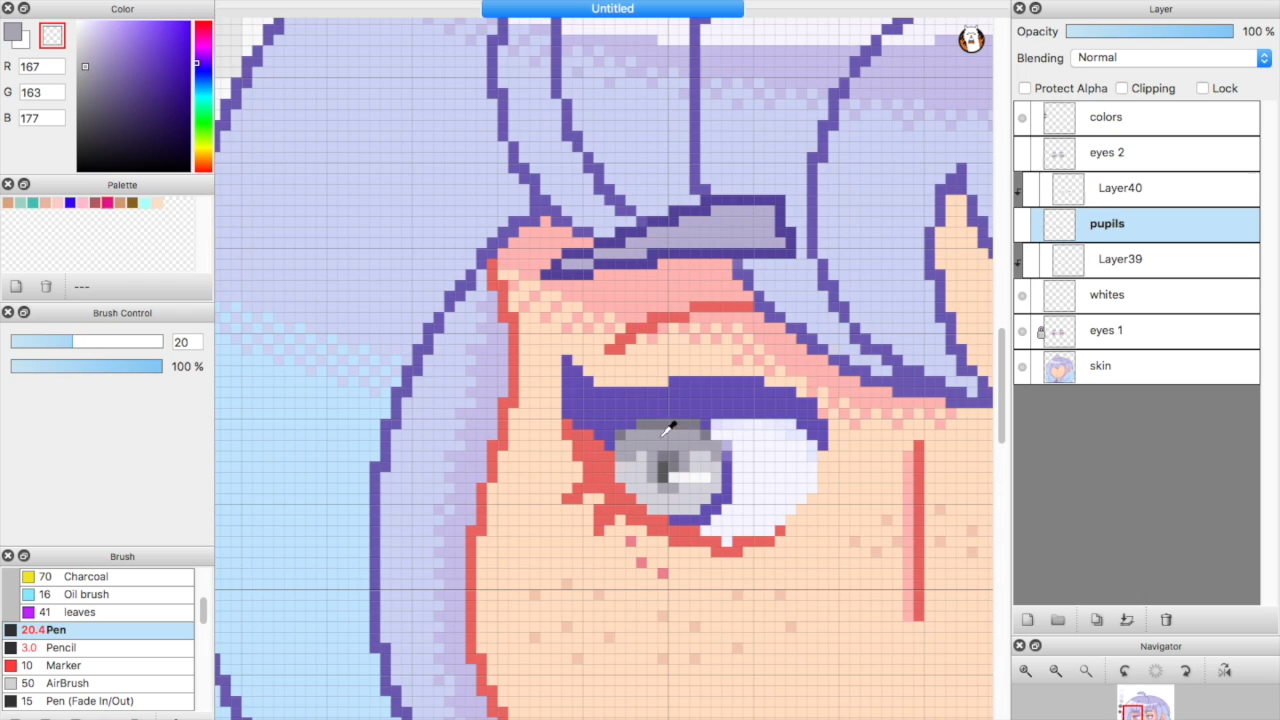 Color
Untitled
Layer
R 167
G 163
B 177
Opacity 100 %
Blending Normal
Protect Alpha Clipping Lock
Palette
---
colors
eyes 2
Layer40
pupils
Layer39
whites
eyes 1
skin
Brush Control
20
100 %
Brush
70 Charcoal
16 Oil brush
41 leaves
20.4 Pen
3.0 Pencil
10 Marker
50 AirBrush
15 Pen (Fade In/Out)
Navigator